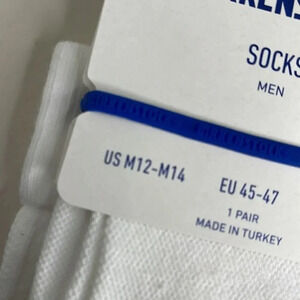 SOCKS
MEN
US M12-M14 EU 45-47
1 PAIR
MADE IN TURKEY